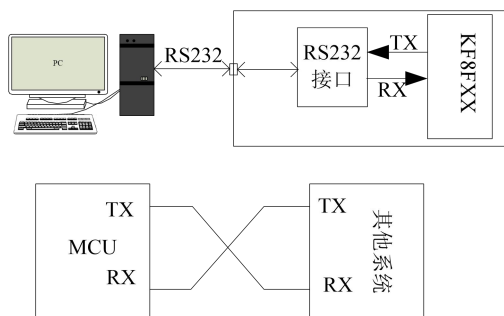 PC
RS232
RS232
接口
TX
RX
KF8FXX
TX
MCU
RX
TX
RX
其他系统